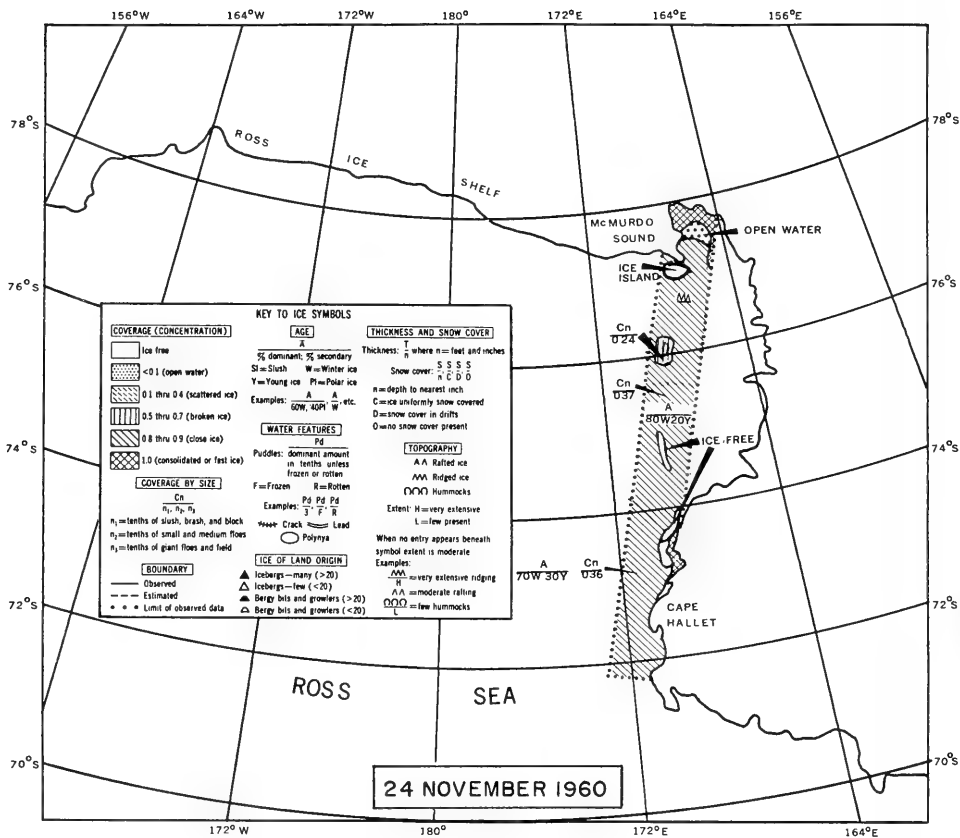 156°W 164°W 172°W 180° 172°E 164°E 156°E
78°S 78°S
ROSS ICE SHELF
McMURDO
SOUND
OPEN WATER
ICE
ISLAND
76°S 76°S
Cn
024
Cn
037
A
80W20Y
ICE-FREE
74°S 74°S
A
70W 30Y
Cn
036
72°S 72°S
CAPE
HALLET
ROSS SEA
70°S 70°S
24 NOVEMBER 1960
172°W 180° 172°E 164°E
KEY TO ICE SYMBOLS
COVERAGE (CONCENTRATION)
Ice free
<0.1 (open water)
0.1 thru 0.4 (scattered ice)
0.5 thru 0.7 (broken ice)
0.8 thru 0.9 (close ice)
1.0 (consolidated or fast ice)
COVERAGE BY SIZE
Cn
n₁, n₂, n₃
n₁=tenths of slush, brash, and block
n₂=tenths of small and medium floes
n₃=tenths of giant floes and field
BOUNDARY
Observed
Estimated
Limit of observed data
AGE
A
% dominant; % secondary
Sl=Slush W=Winter ice
Y=Young ice Pl=Polar ice
Examples: A/60W, 40Pl, A/W, etc.
WATER FEATURES
Pd
Puddles: dominant amount
in tenths unless
frozen or rotten
F=Frozen R=Rotten
Examples: Pd/3, Pd/F, Pd/R
Crack Lead
Polynya
ICE OF LAND ORIGIN
Icebergs—many (>20)
Icebergs—few (<20)
Bergy bits and growlers (>20)
Bergy bits and growlers (<20)
THICKNESS AND SNOW COVER
Thickness: T/n where n=feet and inches
Snow cover: S/n, S/C, S/D, S/O
n=depth to nearest inch
C=ice uniformly snow covered
D=snow cover in drifts
O=no snow cover present
TOPOGRAPHY
Rafted ice
Ridged ice
Hummocks
Extent: H=very extensive
L=few present
When no entry appears beneath
symbol extent is moderate
Examples:
H =very extensive ridging
=moderate rafting
L =few hummocks